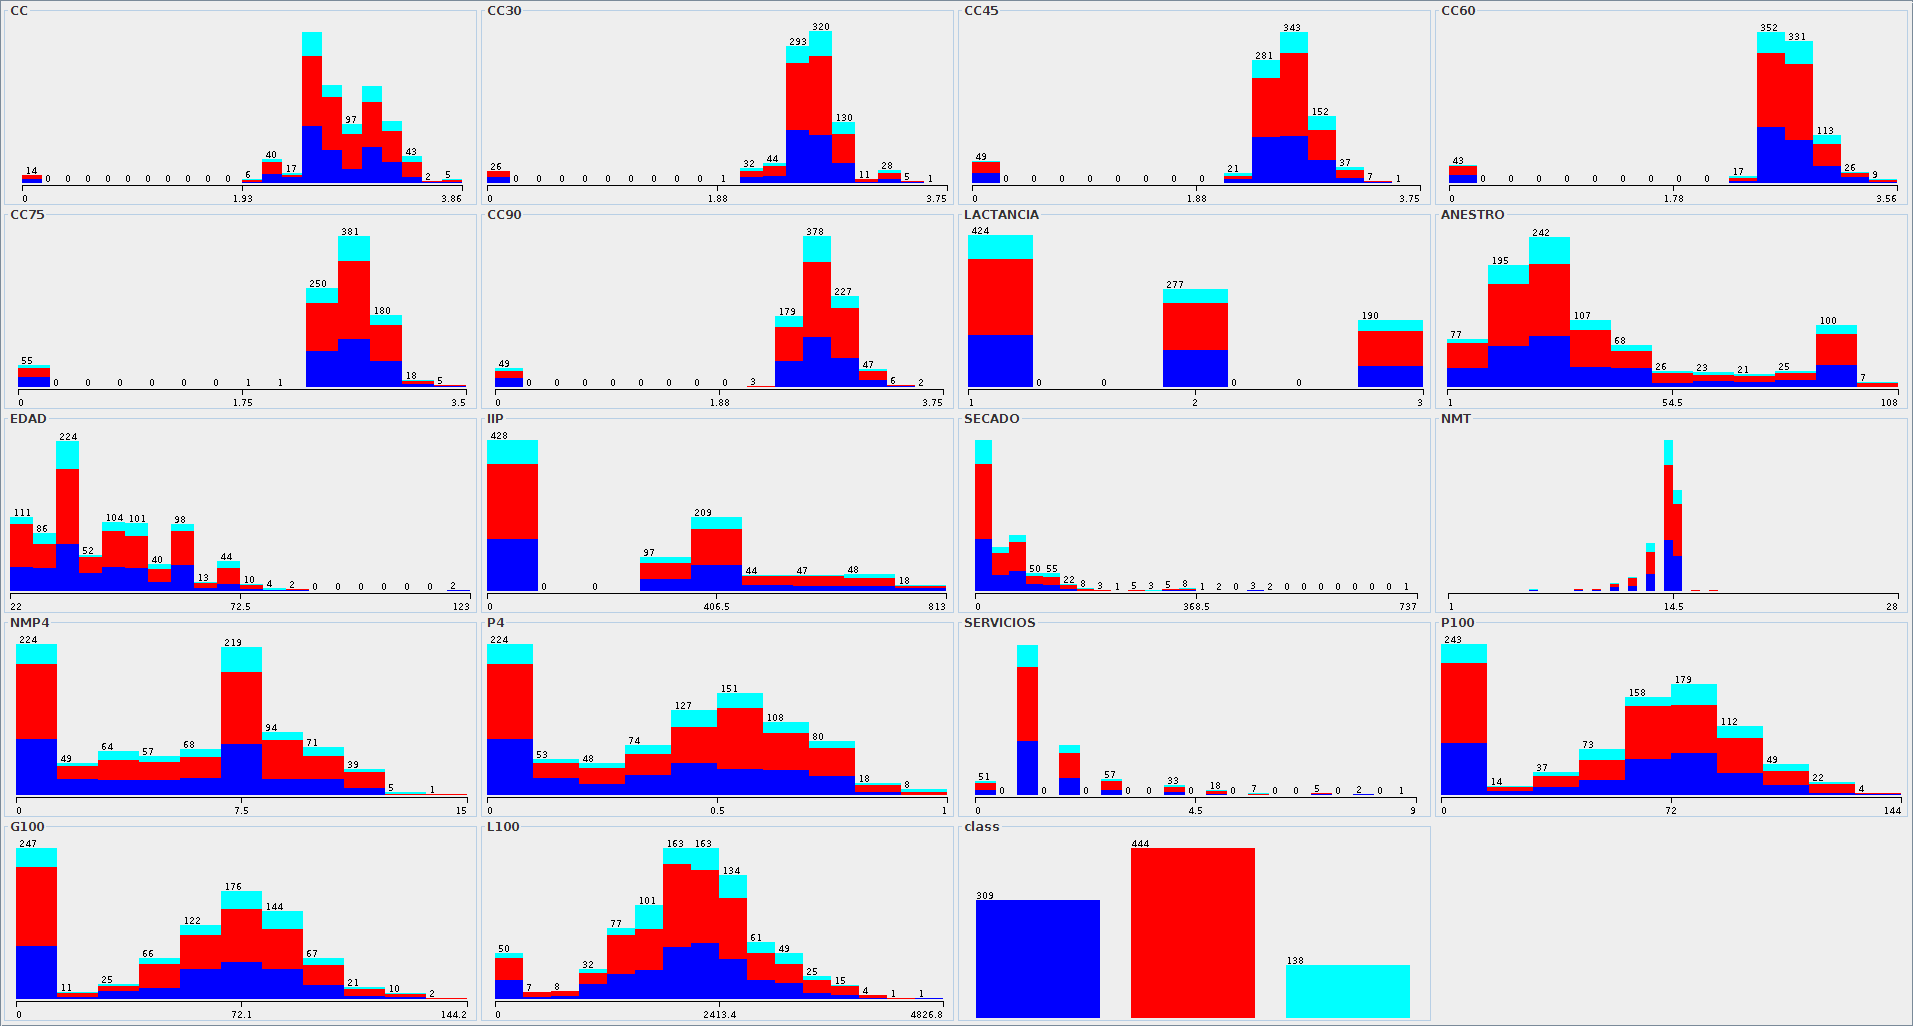 CC
14 0 0 0 0 0 0 0 0 0 0 6 40 17 97 43 2 5
0 1.93 3.86
CC30
26 0 0 0 0 0 0 0 0 0 1 32 44 293 320 130 11 28 5 1
0 1.88 3.75
CC45
49 0 0 0 0 0 0 0 0 21 281 343 152 37 7 1
0 1.88 3.75
CC60
43 0 0 0 0 0 0 0 0 0 17 352 331 113 26 9
0 1.78 3.56
CC75
55 0 0 0 0 0 0 1 1 250 381 180 18 5
0 1.75 3.5
CC90
49 0 0 0 0 0 0 0 0 3 179 378 227 47 6 2
0 1.88 3.75
LACTANCIA
424 0 0 277 0 0 190
1 2 3
ANESTRO
77 195 242 107 68 26 23 21 25 100 7
1 54.5 108
EDAD
111 86 224 52 104 101 40 98 13 44 10 4 2 0 0 0 0 0 0 2
22 72.5 123
IIP
428 0 0 97 209 44 47 48 18
0 406.5 813
SECADO
50 55 22 8 3 1 5 3 5 8 1 2 0 3 2 0 0 0 0 0 0 0 1
0 368.5 737
NMT
1 14.5 28
NMP4
224 49 64 57 68 219 94 71 39 5 1
0 7.5 15
P4
224 53 48 74 127 151 108 80 18 8
0 0.5 1
SERVICIOS
51 0 0 0 57 0 0 33 0 18 0 7 0 0 5 0 2 0 1
0 4.5 9
P100
243 14 37 73 158 179 112 49 22 4
0 72 144
G100
247 11 25 66 122 176 144 67 21 10 2
0 72.1 144.2
L100
50 7 8 32 77 101 163 163 134 61 49 25 15 4 1 1
0 2413.4 4826.8
class
309 444 138